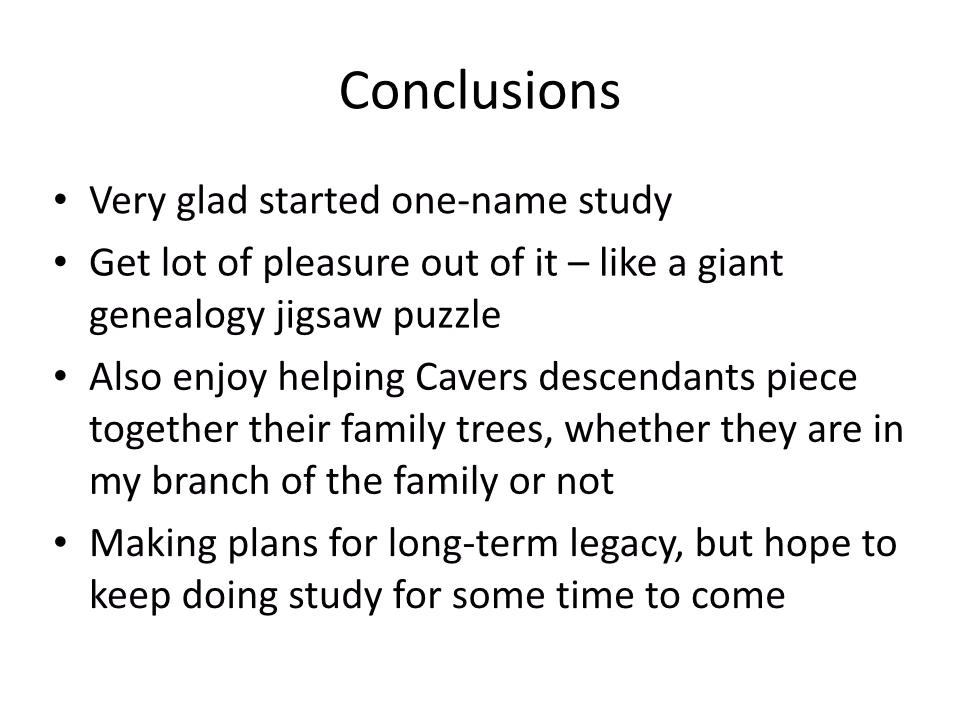 Conclusions
• Very glad started one-name study
• Get lot of pleasure out of it – like a giant
genealogy jigsaw puzzle
• Also enjoy helping Cavers descendants piece
together their family trees, whether they are in
my branch of the family or not
• Making plans for long-term legacy, but hope to
keep doing study for some time to come